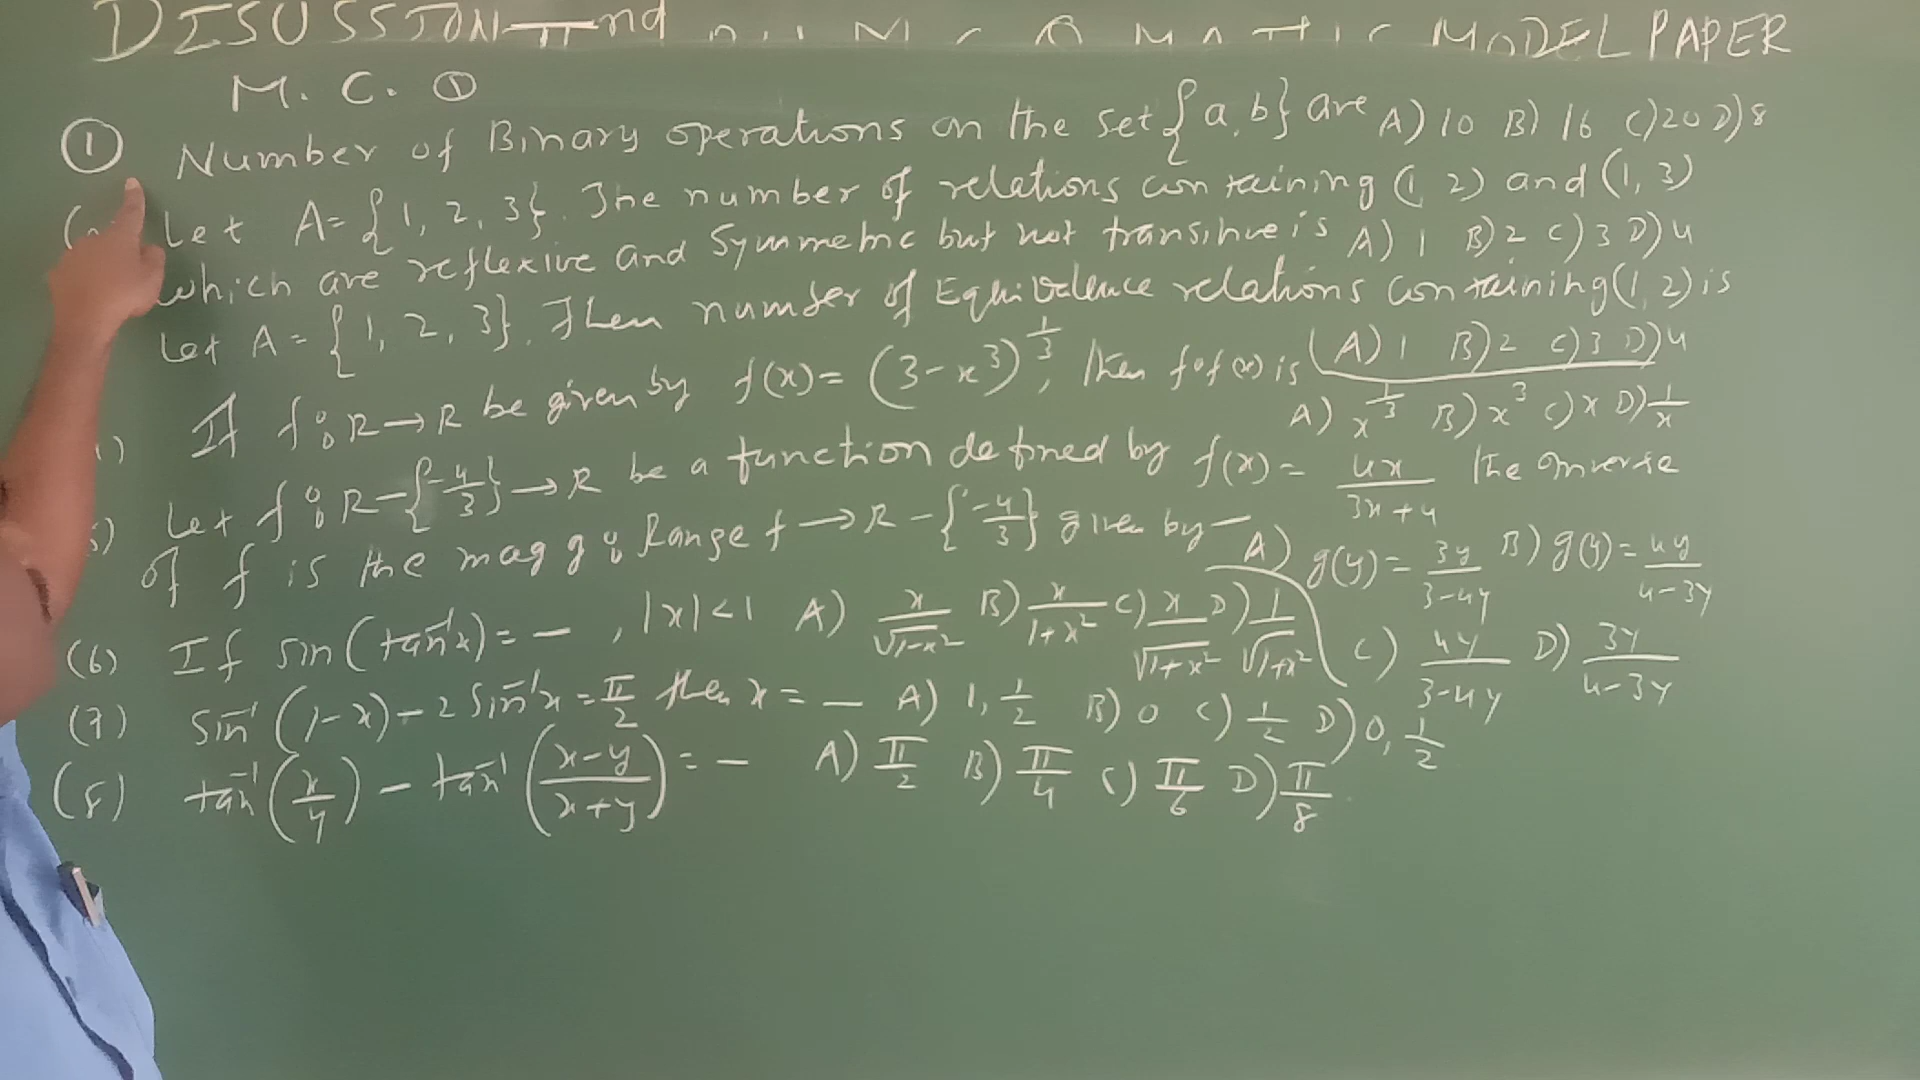 DISUSSION IInd MODEL PAPER
M. C. Q
(1) Number of Binary operations on the set {a, b} are A) 10 B) 16 C) 20 D) 8
Let A = {1, 2, 3}. The number of relations containing (1, 2) and (1, 3)
which are reflexive and symmetric but not transitive is A) 1 B) 2 C) 3 D) 4
Let A = {1, 2, 3}. Then number of Equivalence relations containing (1, 2) is
(A) 1 B) 2 C) 3 D) 4
If f: R → R be given by f(x) = (3 - x³)^(1/3), then fof(x) is A) x^(1/3) B) x³ C) x D) 1/x
Let f: R - {-4/3} → R be a function defined by f(x) = 4x/(3x+4) The inverse
of f is the map g: Range f → R - {-4/3} given by — A) g(y) = 3y/(3-4y) B) g(y) = 4y/(4-3y)
C) 4y/(3-4y) D) 3y/(4-3y)
(6) If sin(tan⁻¹x) = —, |x| < 1 A) x/√(1-x²) B) x/(1+x²) C) x/√(1+x²) D) 1/√(1+x²)
(7) sin⁻¹(1-x) - 2 sin⁻¹x = π/2 then x = — A) 1, 1/2 B) 0 C) 1/2 D) 0, 1/2
(8) tan⁻¹(x/y) - tan⁻¹((x-y)/(x+y)) = — A) π/2 B) π/4 C) π/6 D) π/8